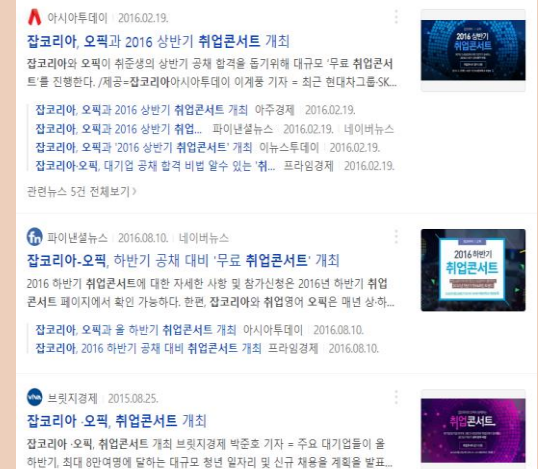 아시아투데이 2016.02.19.
잡코리아, 오픽과 2016 상반기 취업콘서트 개최
잡코리아와 오픽이 취준생의 상반기 공채 합격을 돕기위해 대규모 '무료 취업콘서
트'를 진행한다. /제공=잡코리아아시아투데이 이계풍 기자 = 최근 현대차그룹·SK...
잡코리아, 오픽과 2016 상반기 취업콘서트 개최 아주경제 2016.02.19.
잡코리아, 오픽과 2016 상반기 취업... 파이낸셜뉴스 2016.02.19. 네이버뉴스
잡코리아, 오픽과 '2016 상반기 취업콘서트' 개최 이뉴스투데이 2016.02.19.
잡코리아·오픽, 대기업 공채 합격 비법 알수 있는 '취... 프라임경제 2016.02.19.
관련뉴스 5건 전체보기 >
2016 상반기
취업콘서트
fn 파이낸셜뉴스 2016.08.10. 네이버뉴스
잡코리아-오픽, 하반기 공채 대비 '무료 취업콘서트' 개최
2016 하반기 취업콘서트에 대한 자세한 사항 및 참가신청은 2016년 하반기 취업
콘서트 페이지에서 확인 가능하다. 한편, 잡코리아와 취업영어 오픽은 매년 상·하...
잡코리아, 오픽과 올 하반기 취업콘서트 개최 아시아투데이 2016.08.10.
잡코리아, 2016 하반기 공채 대비 취업콘서트 개최 프라임경제 2016.08.10.
2016 하반기
취업콘서트
VIVA 브릿지경제 2015.08.25.
잡코리아 ·오픽, 취업콘서트 개최
잡코리아 ·오픽, 취업콘서트 개최 브릿지경제 박준호 기자 = 주요 대기업들이 올
하반기, 최대 8만여명에 달하는 대규모 청년 일자리 및 신규 채용을 계획을 발표...
취업콘서트